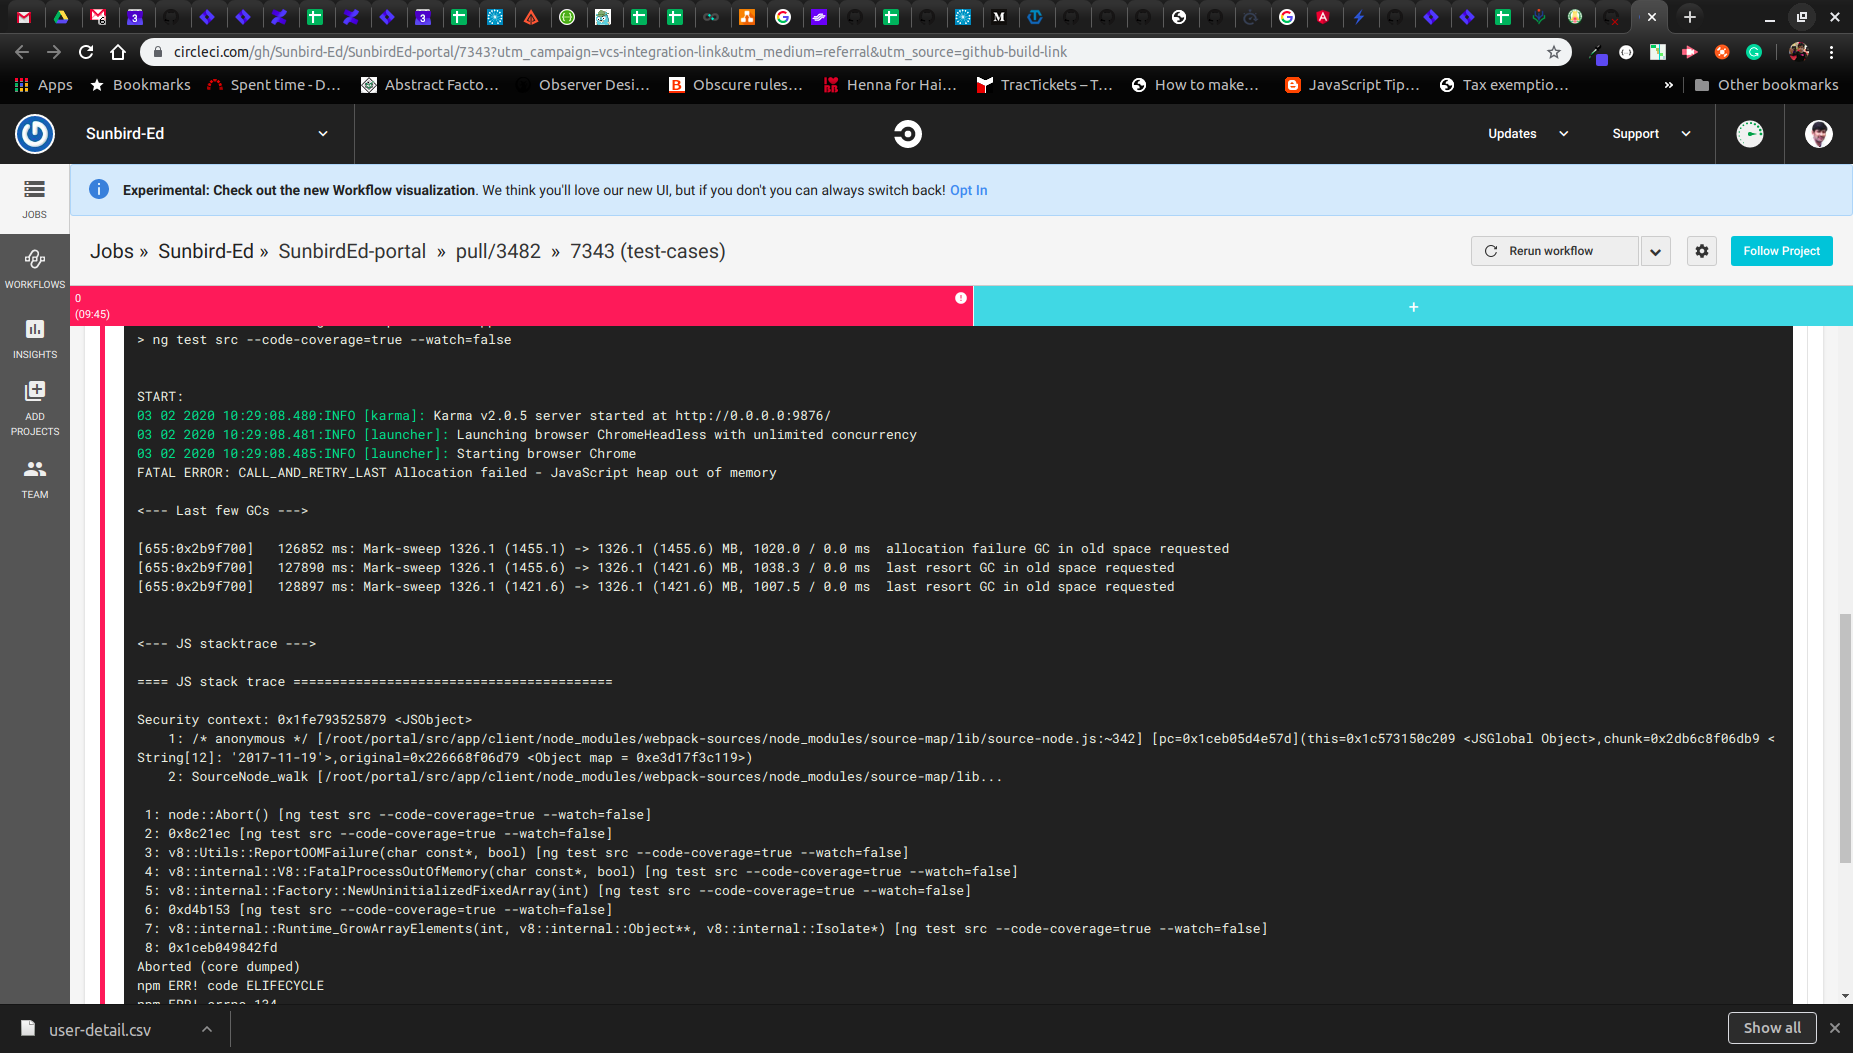 circleci.com/gh/Sunbird-Ed/SunbirdEd-portal/7343?utm_campaign=vcs-integration-link&utm_medium=referral&utm_source=github-build-link
Apps Bookmarks Spent time - D... Abstract Facto... Observer Desi... Obscure rules... Henna for Hai... TracTickets – T... How to make... JavaScript Tip... Tax exemptio... » Other bookmarks
Sunbird-Ed Updates Support
JOBS
Experimental: Check out the new Workflow visualization. We think you'll love our new UI, but if you don't you can always switch back! Opt In
Jobs » Sunbird-Ed » SunbirdEd-portal » pull/3482 » 7343 (test-cases) Rerun workflow Follow Project
WORKFLOWS
0
(09:45) +
INSIGHTS
ADD
PROJECTS
TEAM
> ng test src --code-coverage=true --watch=false
START:
03 02 2020 10:29:08.480:INFO [karma]: Karma v2.0.5 server started at http://0.0.0.0:9876/
03 02 2020 10:29:08.481:INFO [launcher]: Launching browser ChromeHeadless with unlimited concurrency
03 02 2020 10:29:08.485:INFO [launcher]: Starting browser Chrome
FATAL ERROR: CALL_AND_RETRY_LAST Allocation failed - JavaScript heap out of memory
<--- Last few GCs --->
[655:0x2b9f700] 126852 ms: Mark-sweep 1326.1 (1455.1) -> 1326.1 (1455.6) MB, 1020.0 / 0.0 ms allocation failure GC in old space requested
[655:0x2b9f700] 127890 ms: Mark-sweep 1326.1 (1455.6) -> 1326.1 (1421.6) MB, 1038.3 / 0.0 ms last resort GC in old space requested
[655:0x2b9f700] 128897 ms: Mark-sweep 1326.1 (1421.6) -> 1326.1 (1421.6) MB, 1007.5 / 0.0 ms last resort GC in old space requested
<--- JS stacktrace --->
==== JS stack trace =========================================
Security context: 0x1fe793525879 <JSObject>
1: /* anonymous */ [/root/portal/src/app/client/node_modules/webpack-sources/node_modules/source-map/lib/source-node.js:~342] [pc=0x1ceb05d4e57d](this=0x1c573150c209 <JSGlobal Object>,chunk=0x2db6c8f06db9 <
String[12]: '2017-11-19'>,original=0x226668f06d79 <Object map = 0xe3d17f3c119>)
2: SourceNode_walk [/root/portal/src/app/client/node_modules/webpack-sources/node_modules/source-map/lib...
1: node::Abort() [ng test src --code-coverage=true --watch=false]
2: 0x8c21ec [ng test src --code-coverage=true --watch=false]
3: v8::Utils::ReportOOMFailure(char const*, bool) [ng test src --code-coverage=true --watch=false]
4: v8::internal::V8::FatalProcessOutOfMemory(char const*, bool) [ng test src --code-coverage=true --watch=false]
5: v8::internal::Factory::NewUninitializedFixedArray(int) [ng test src --code-coverage=true --watch=false]
6: 0xd4b153 [ng test src --code-coverage=true --watch=false]
7: v8::internal::Runtime_GrowArrayElements(int, v8::internal::Object**, v8::internal::Isolate*) [ng test src --code-coverage=true --watch=false]
8: 0x1ceb049842fd
Aborted (core dumped)
npm ERR! code ELIFECYCLE
npm ERR! errno 134
user-detail.csv Show all